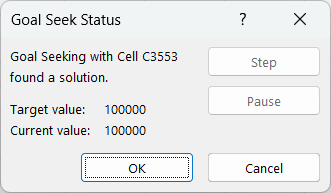 Goal Seek Status
Goal Seeking with Cell C3553
found a solution.
Step
Pause
Target value: 100000
Current value: 100000
OK
Cancel